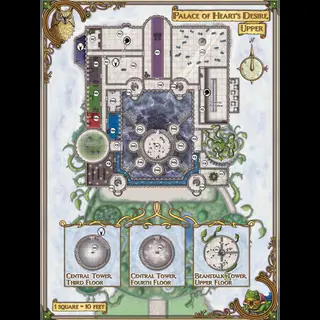 PALACE OF HEART'S DESIRE
UPPER
CENTRAL TOWER,
THIRD FLOOR
CENTRAL TOWER,
FOURTH FLOOR
BEANSTALK TOWER,
UPPER FLOOR
1 SQUARE = 10 FEET